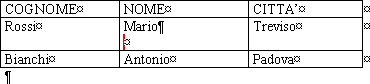 COGNOME¤ NOME¤ CITTA’¤ ¤
Rossi¤ Mario¶ Treviso¤ ¤
¤
Bianchi¤ Antonio¤ Padova¤ ¤
¶